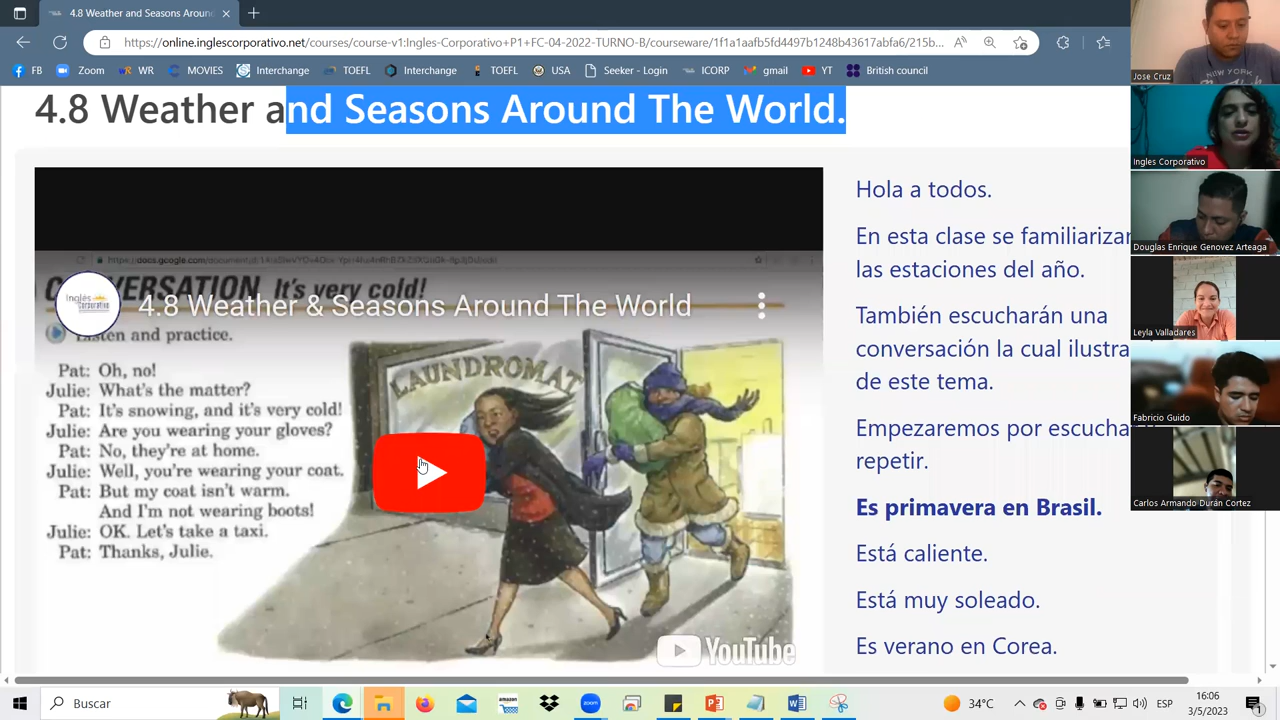 4.8 Weather and Seasons Around
https://online.inglescorporativo.net/courses/course-v1:Ingles-Corporativo+P1+FC-04-2022-TURNO-B/courseware/1f1a1aafb5fd4497b1248b43617abfa6/215b...
FB
Zoom
WR
MOVIES
Interchange
TOEFL
Interchange
TOEFL
USA
Seeker - Login
ICORP
gmail
YT
British council
4.8 Weather and Seasons Around The World.
CONVERSATION It's very cold!
Inglés
Corporativo
4.8 Weather & Seasons Around The World
Listen and practice.
Pat: Oh, no!
Julie: What's the matter?
Pat: It's snowing, and it's very cold!
Julie: Are you wearing your gloves?
Pat: No, they're at home.
Julie: Well, you're wearing your coat.
Pat: But my coat isn't warm.
And I'm not wearing boots!
Julie: OK. Let's take a taxi.
Pat: Thanks, Julie.
LAUNDROMAT
YouTube
Hola a todos.
En esta clase se familiarizar
las estaciones del año.
También escucharán una
conversación la cual ilustra
de este tema.
Empezaremos por escucha
repetir.
Es primavera en Brasil.
Está caliente.
Está muy soleado.
Es verano en Corea.
NEW YORK
Jose Cruz
Ingles Corporativo
Douglas Enrique Genovez Arteaga
Leyla Valladares
Fabricio Guido
Carlos Armando Durán Cortez
Buscar
amazon
zoom
34°C
ESP
16:06
3/5/2023
1